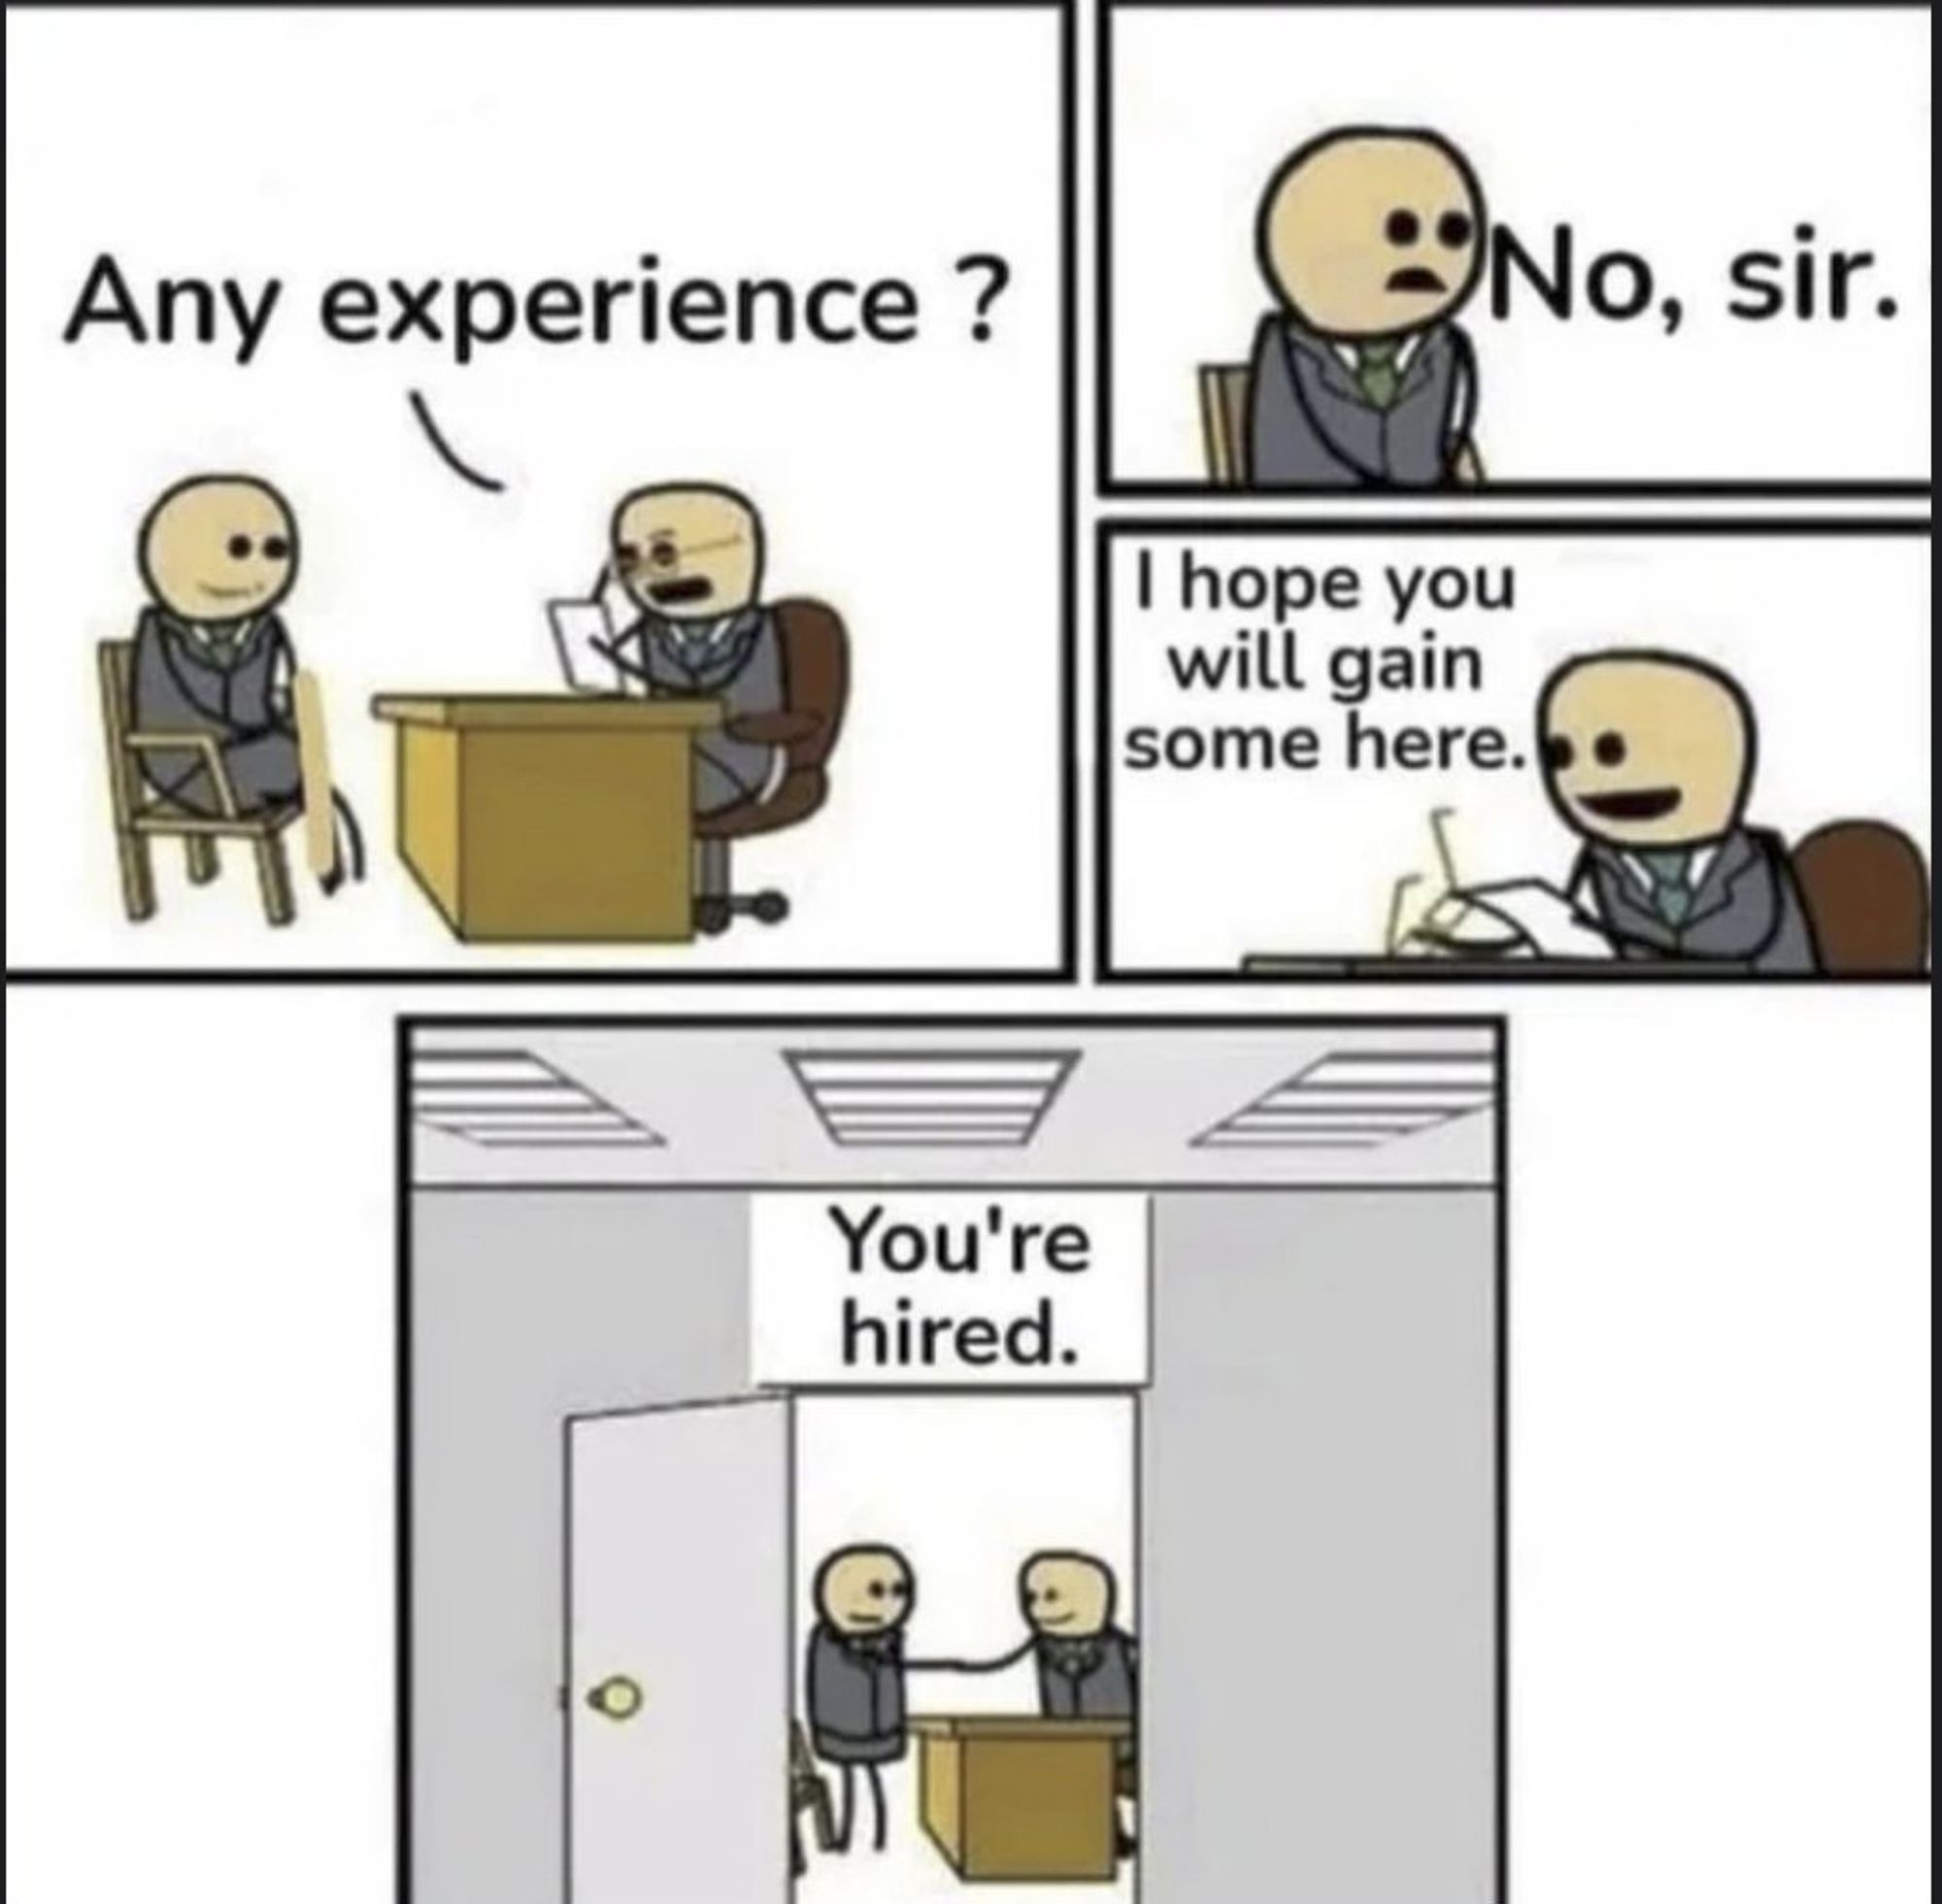 Any experience ?
No, sir.
I hope you
will gain
some here.
You're
hired.